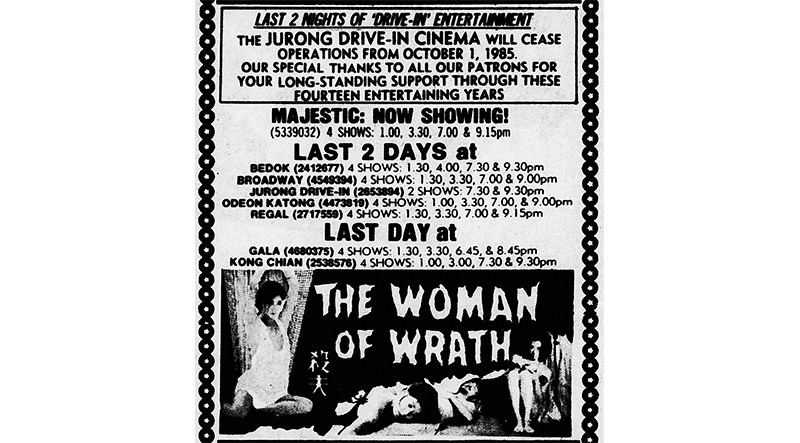 LAST 2 NIGHTS OF 'DRIVE-IN' ENTERTAINMENT
THE JURONG DRIVE-IN CINEMA WILL CEASE
OPERATIONS FROM OCTOBER 1, 1985.
OUR SPECIAL THANKS TO ALL OUR PATRONS FOR
YOUR LONG-STANDING SUPPORT THROUGH THESE
FOURTEEN ENTERTAINING YEARS
MAJESTIC: NOW SHOWING!
(5339032) 4 SHOWS: 1.00, 3.30, 7.00 & 9.15pm
LAST 2 DAYS at
BEDOK (2412677) 4 SHOWS: 1.30, 4.00, 7.30 & 9.30pm
BROADWAY (4549394) 4 SHOWS: 1.30, 3.30, 7.00 & 9.00pm
JURONG DRIVE-IN (2653894) 2 SHOWS: 7.30 & 9.30pm
ODEON KATONG (4473819) 4 SHOWS: 1.00, 3.30, 7.00, & 9.00pm
REGAL (2717559) 4 SHOWS: 1.30, 3.30, 7.00 & 9.15pm
LAST DAY at
GALA (4680375) 4 SHOWS: 1.30, 3.30, 6.45, & 8.45pm
KONG CHIAN (2538576) 4 SHOWS: 1.00, 3.00, 7.30 & 9.30pm
THE WOMAN
OF WRATH
殺夫